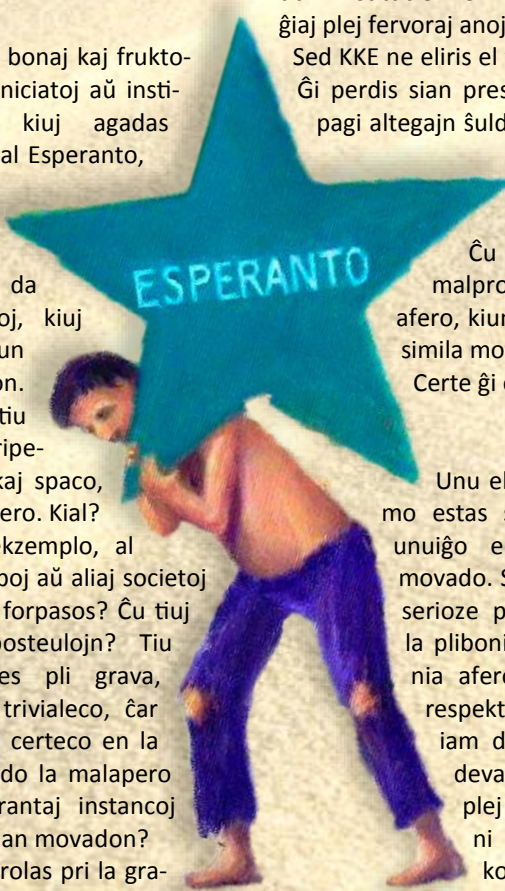 bonaj kaj frukto-
niciatoj aŭ insti-
kiuj agadas
al Esperanto,
da
oj, kiuj
un
on.
tiu
ripe-
kaj spaco,
ero. Kial?
ekzemplo, al
poj aŭ aliaj societoj
forpasos? Ĉu tiuj
posteulojn? Tiu
es pli grava,
trivialeco, ĉar
certeco en la
do la malapero
rantaj instancoj
an movadon?
rolas pri la gra-
ESPERANTO
ĝiaj plej fervoraj anoj
Sed KKE ne eliris el
Ĝi perdis sian pres
pagi altegajn ŝuld
Ĉu
malpro
afero, kiun
simila mo
Certe ĝi
Unu el
mo estas
unuiĝo e
movado. S
serioze p
la pliboni
nia afero
respekt
iam d
deva
plej
ni
ko